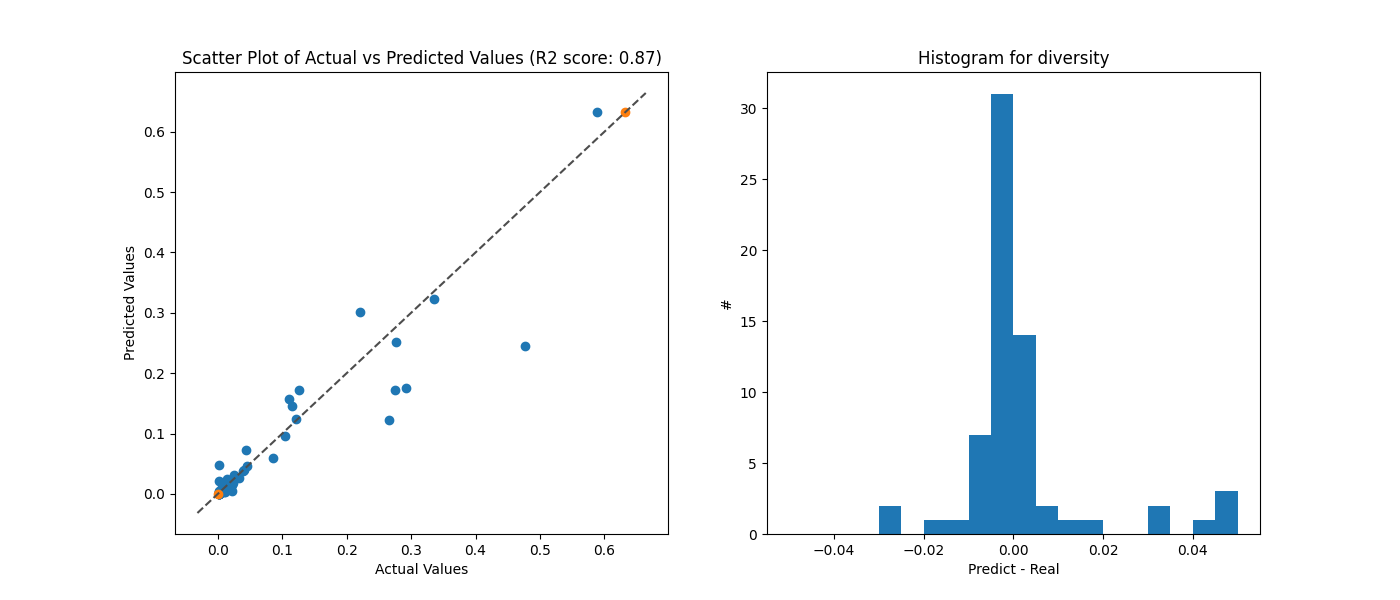 Scatter Plot of Actual vs Predicted Values (R2 score: 0.87)
Predicted Values
0.6
0.5
0.4
0.3
0.2
0.1
0.0
0.0 0.1 0.2 0.3 0.4 0.5 0.6
Actual Values
Histogram for diversity
#
30
25
20
15
10
5
0
−0.04 −0.02 0.00 0.02 0.04
Predict - Real